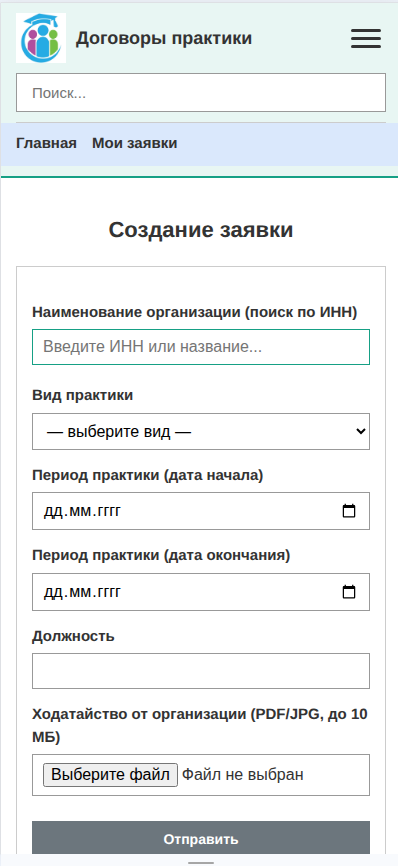 Договоры практики
Поиск...
Главная Мои заявки
Создание заявки
Наименование организации (поиск по ИНН)
Введите ИНН или название...
Вид практики
— выберите вид —
Период практики (дата начала)
дд.мм.гггг
Период практики (дата окончания)
дд.мм.гггг
Должность
Ходатайство от организации (PDF/JPG, до 10
МБ)
Выберите файл Файл не выбран
Отправить